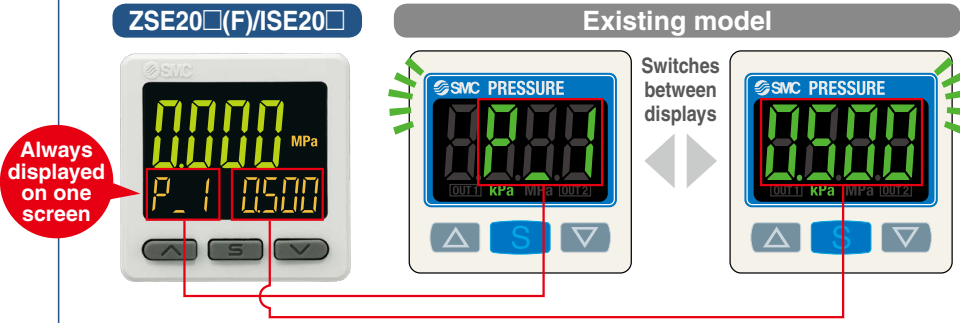 ZSE20□(F)/ISE20□
Existing model
SMC
0.000
MPa
P_1 0.500
S
Always
displayed
on one
screen
SMC PRESSURE
P_1
OUT1 kPa MPa OUT2
S
Switches
between
displays
SMC PRESSURE
0.500
OUT1 kPa MPa OUT2
S